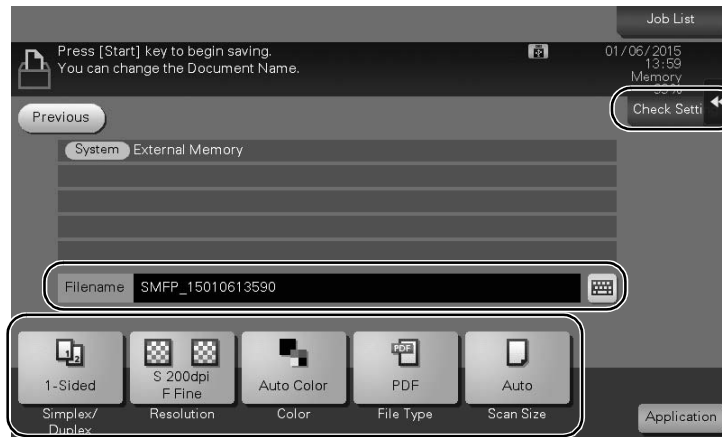 Job List
Press [Start] key to begin saving.
You can change the Document Name.
01/06/2015
13:59
Memory
99%
Previous
Check Setti
System External Memory
Filename SMFP_15010613590
1-Sided
S 200dpi
F Fine
Auto Color
PDF
PDF
Auto
Simplex/
Duplex
Resolution
Color
File Type
Scan Size
Application